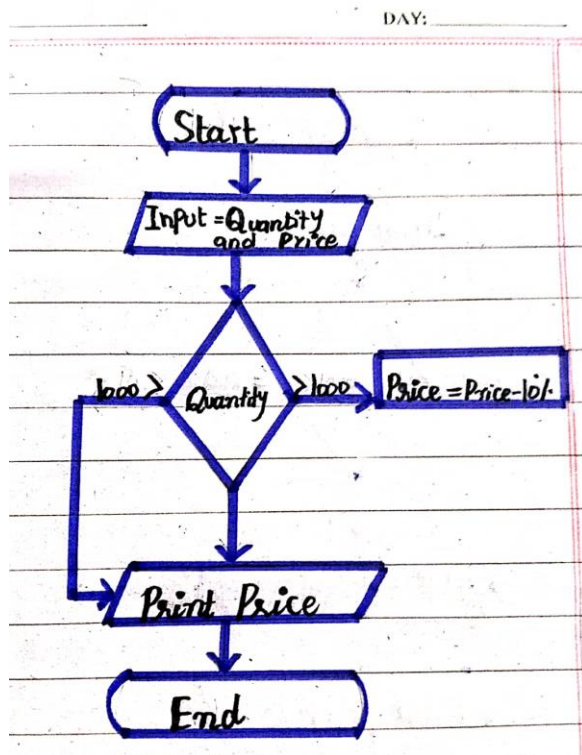 DAY:
Start
Input = Quantity
and Price
1000 >
Quantity
>1000
Price = Price-10%
Print Price
End